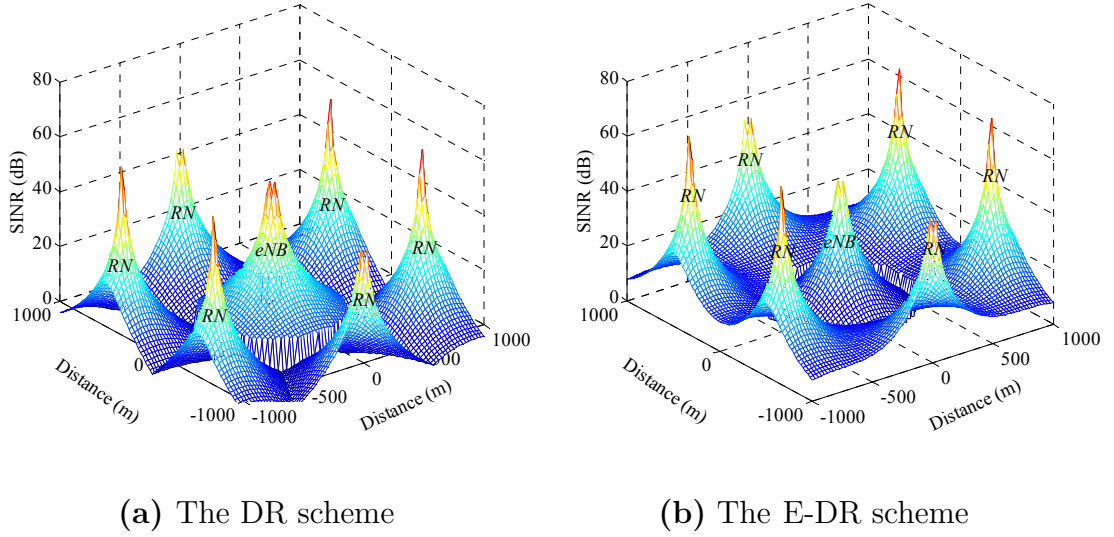 80
60
40
20
0
SINR (dB)
1000
0
-1000
Distance (m)
-1000
-500
0
500
1000
Distance (m)
RN
RN
RN
RN
RN
RN
eNB
80
60
40
20
0
SINR (dB)
1000
0
-1000
Distance (m)
-1000
-500
0
500
1000
Distance (m)
RN
RN
RN
RN
RN
RN
eNB
(a) The DR scheme
(b) The E-DR scheme